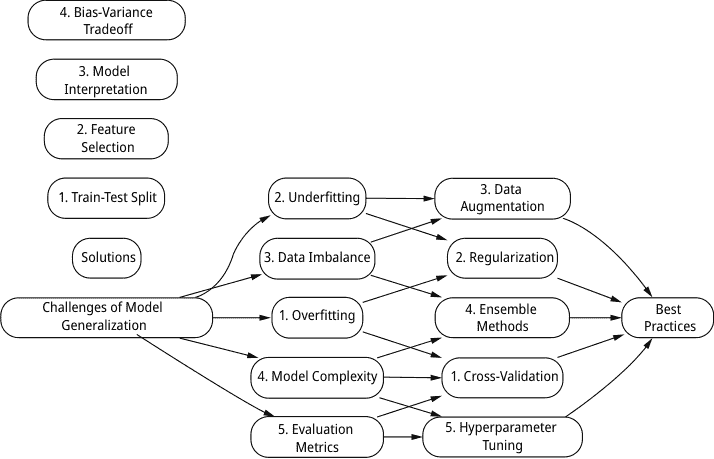 4. Bias-Variance
Tradeoff
3. Model
Interpretation
2. Feature
Selection
1. Train-Test Split
Solutions
Challenges of Model
Generalization
2. Underfitting
3. Data Imbalance
1. Overfitting
4. Model Complexity
5. Evaluation
Metrics
3. Data
Augmentation
2. Regularization
4. Ensemble
Methods
1. Cross-Validation
5. Hyperparameter
Tuning
Best
Practices